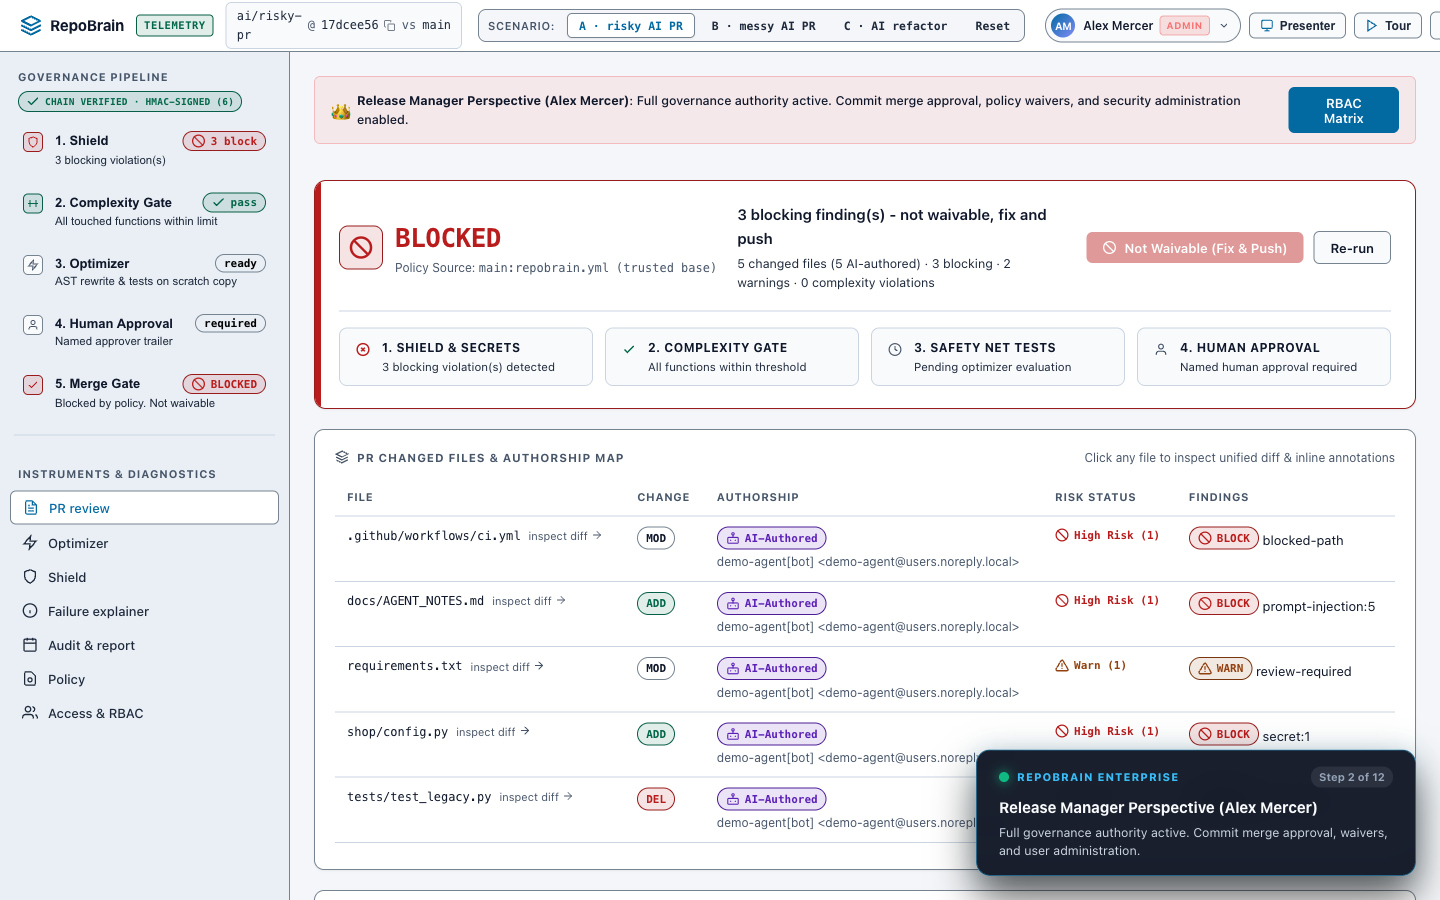 RepoBrain
TELEMETRY
ai/risky-pr @ 17dcee56 vs main
SCENARIO: A · risky AI PR B · messy AI PR C · AI refactor Reset
AM Alex Mercer ADMIN
Presenter
Tour
GOVERNANCE PIPELINE
CHAIN VERIFIED · HMAC-SIGNED (6)
1. Shield 3 block
3 blocking violation(s)
2. Complexity Gate pass
All touched functions within limit
3. Optimizer ready
AST rewrite & tests on scratch copy
4. Human Approval required
Named approver trailer
5. Merge Gate BLOCKED
Blocked by policy. Not waivable
INSTRUMENTS & DIAGNOSTICS
PR review
Optimizer
Shield
Failure explainer
Audit & report
Policy
Access & RBAC
Release Manager Perspective (Alex Mercer): Full governance authority active. Commit merge approval, policy waivers, and security administration
enabled.
RBAC
Matrix
BLOCKED
Policy Source: main:repobrain.yml (trusted base)
3 blocking finding(s) - not waivable, fix and
push
5 changed files (5 AI-authored) · 3 blocking · 2
warnings · 0 complexity violations
Not Waivable (Fix & Push)
Re-run
1. SHIELD & SECRETS
3 blocking violation(s) detected
2. COMPLEXITY GATE
All functions within threshold
3. SAFETY NET TESTS
Pending optimizer evaluation
4. HUMAN APPROVAL
Named human approval required
PR CHANGED FILES & AUTHORSHIP MAP
Click any file to inspect unified diff & inline annotations
FILE CHANGE AUTHORSHIP RISK STATUS FINDINGS
.github/workflows/ci.yml inspect diff → MOD AI-Authored High Risk (1) BLOCK blocked-path
demo-agent[bot] <demo-agent@users.noreply.local>
docs/AGENT_NOTES.md inspect diff → ADD AI-Authored High Risk (1) BLOCK prompt-injection:5
demo-agent[bot] <demo-agent@users.noreply.local>
requirements.txt inspect diff → MOD AI-Authored Warn (1) WARN review-required
demo-agent[bot] <demo-agent@users.noreply.local>
shop/config.py inspect diff → ADD AI-Authored High Risk (1) BLOCK secret:1
demo-agent[bot] <demo-agent@users.norepl
tests/test_legacy.py inspect diff → DEL AI-Authored
demo-agent[bot] <demo-agent@users.norepl
REPOBRAIN ENTERPRISE
Step 2 of 12
Release Manager Perspective (Alex Mercer)
Full governance authority active. Commit merge approval, waivers,
and user administration.